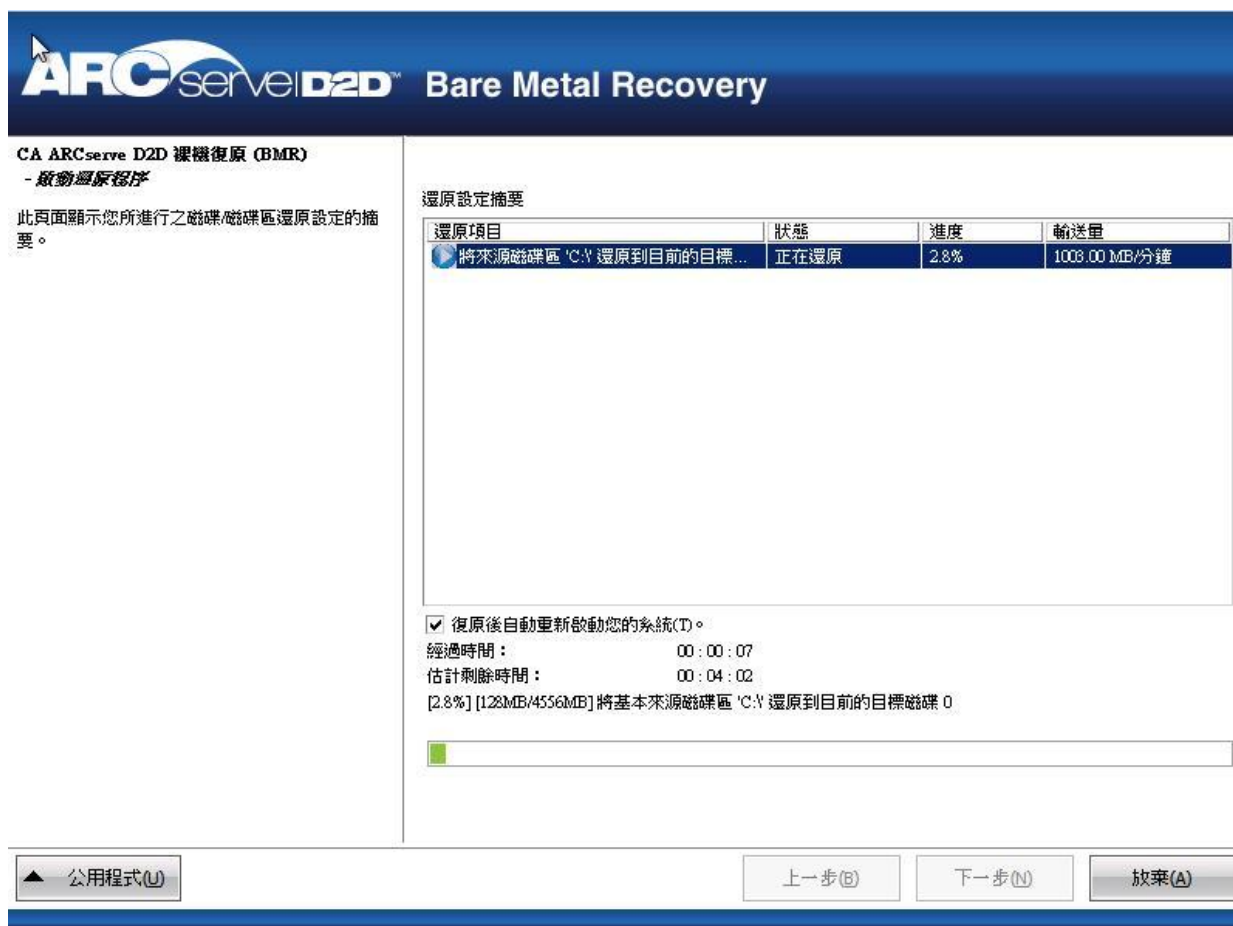 ARCserve D2D™ Bare Metal Recovery
CA ARCserve D2D 裸機復原 (BMR)
- 啟動還原程序
此頁面顯示您所進行之磁碟/磁碟區還原設定的摘
要。
還原設定摘要
還原項目 狀態 進度 輸送量
將來源磁碟區 'C:\' 還原到目前的目標... 正在還原 2.8% 1003.00 MB/分鐘
復原後自動重新啟動您的系統(T)。
經過時間： 00 : 00 : 07
估計剩餘時間： 00 : 04 : 02
[2.8%] [128MB/4556MB] 將基本來源磁碟區 'C:\' 還原到目前的目標磁碟 0
公用程式(U) 上一步(B) 下一步(N) 放棄(A)